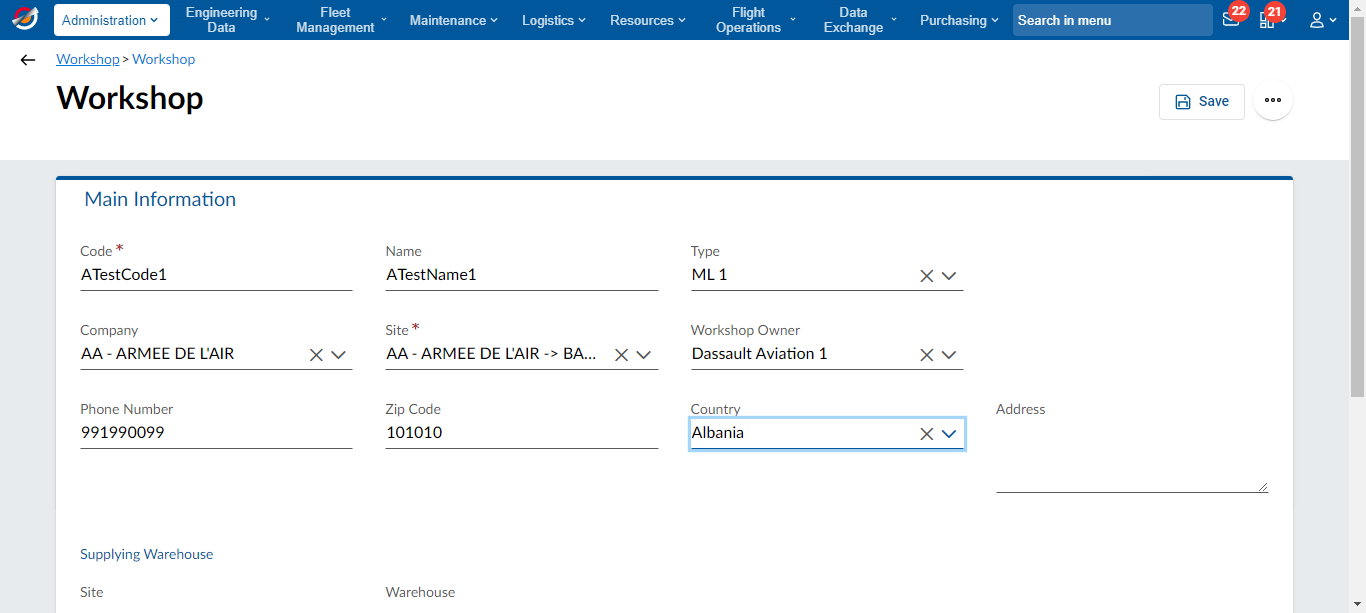 Administration
Engineering
Data
Fleet
Management
Maintenance
Logistics
Resources
Flight
Operations
Data
Exchange
Purchasing
Search in menu
22
21
Workshop > Workshop
Workshop
Save
Main Information
Code *
Name
Type
ATestCode1
ATestName1
ML 1
Company
Site *
Workshop Owner
AA - ARMEE DE L'AIR
AA - ARMEE DE L'AIR -> BA...
Dassault Aviation 1
Phone Number
Zip Code
Country
Address
991990099
101010
Albania
Supplying Warehouse
Site
Warehouse